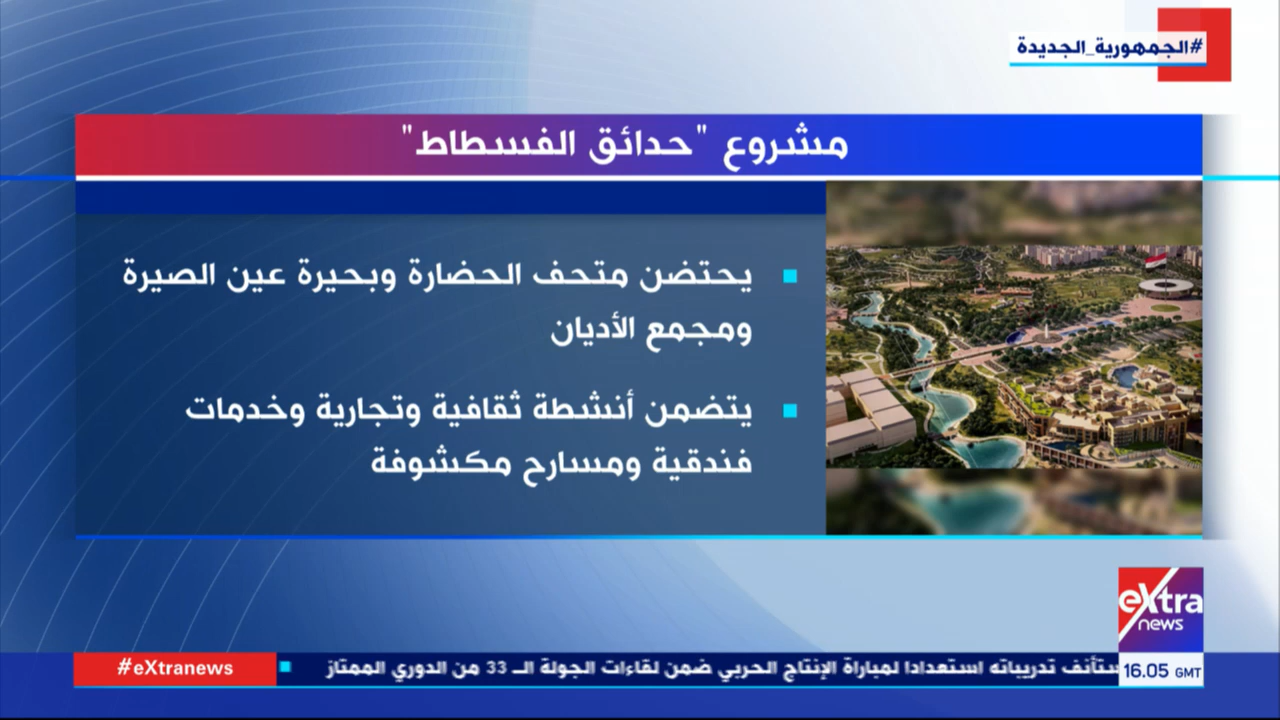 #الجمهورية_الجديدة
مشروع "حدائق الفسطاط"
يحتضن متحف الحضارة وبحيرة عين الصيرة
ومجمع الأديان
يتضمن أنشطة ثقافية وتجارية وخدمات
فندقية ومسارح مكشوفة
eXtra
news
#eXtranews
تدريباته استعدادا لمباراة الإنتاج الحربي ضمن لقاءات الجولة الـ 33 من الدوري الممتاز
16.05 GMT